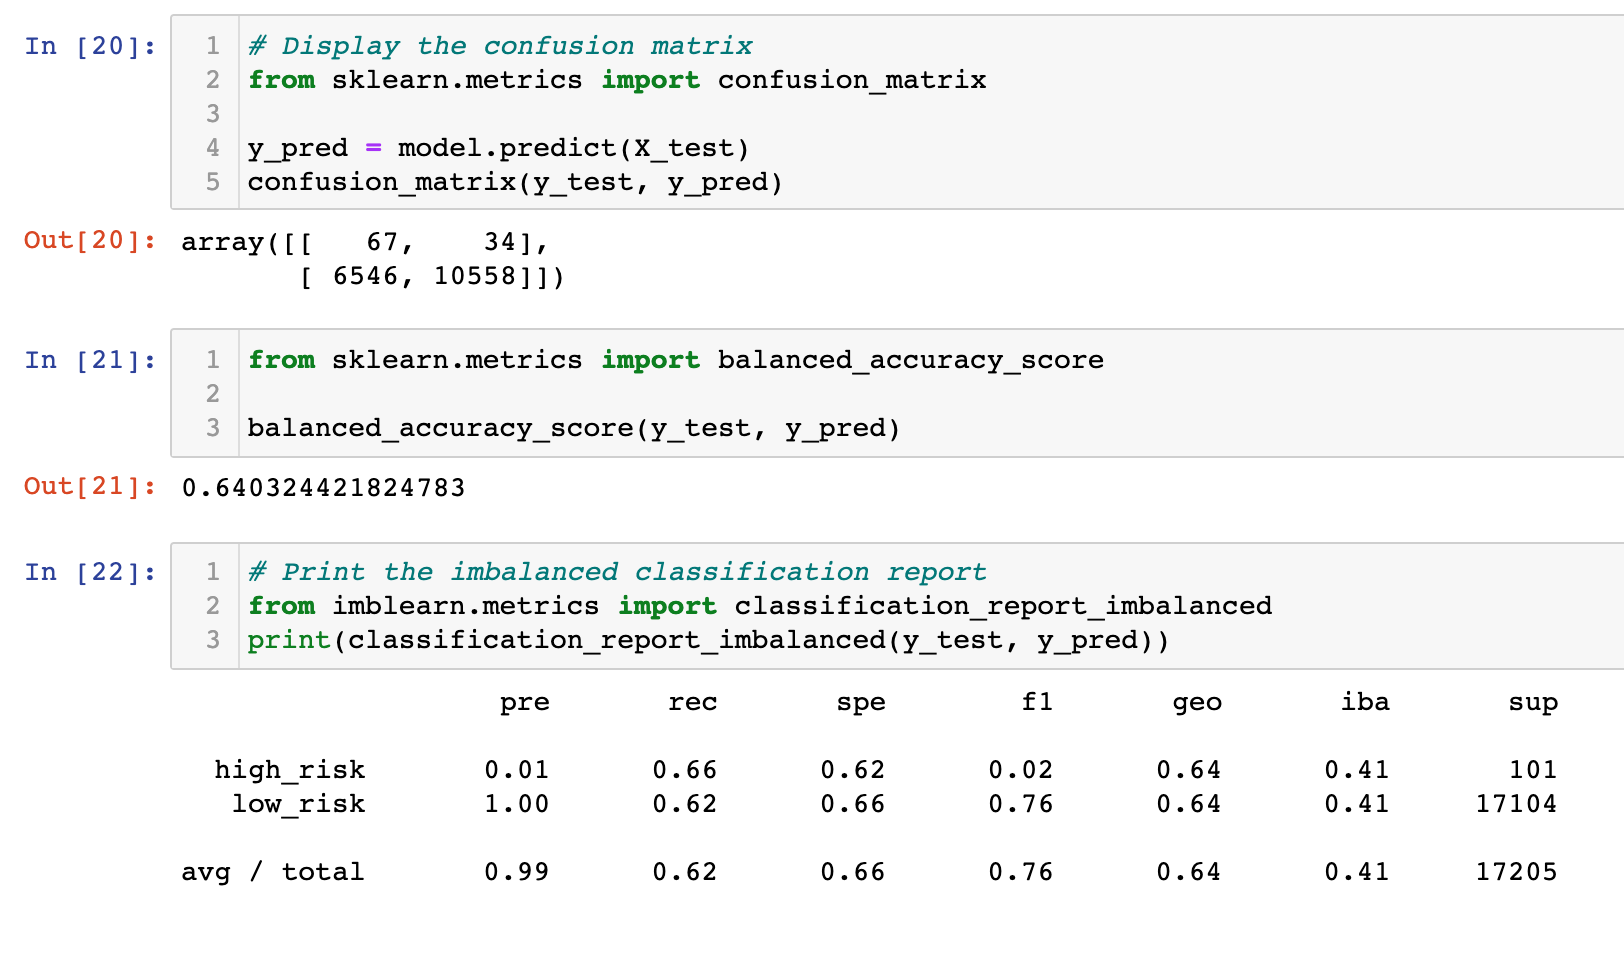 In [20]:
1 # Display the confusion matrix
2 from sklearn.metrics import confusion_matrix
3
4 y_pred = model.predict(X_test)
5 confusion_matrix(y_test, y_pred)
Out[20]: array([[   67,    34],
       [ 6546, 10558]])
In [21]:
1 from sklearn.metrics import balanced_accuracy_score
2
3 balanced_accuracy_score(y_test, y_pred)
Out[21]: 0.640324421824783
In [22]:
1 # Print the imbalanced classification report
2 from imblearn.metrics import classification_report_imbalanced
3 print(classification_report_imbalanced(y_test, y_pred))
pre rec spe f1 geo iba sup
high_risk 0.01 0.66 0.62 0.02 0.64 0.41 101
low_risk 1.00 0.62 0.66 0.76 0.64 0.41 17104
avg / total 0.99 0.62 0.66 0.76 0.64 0.41 17205